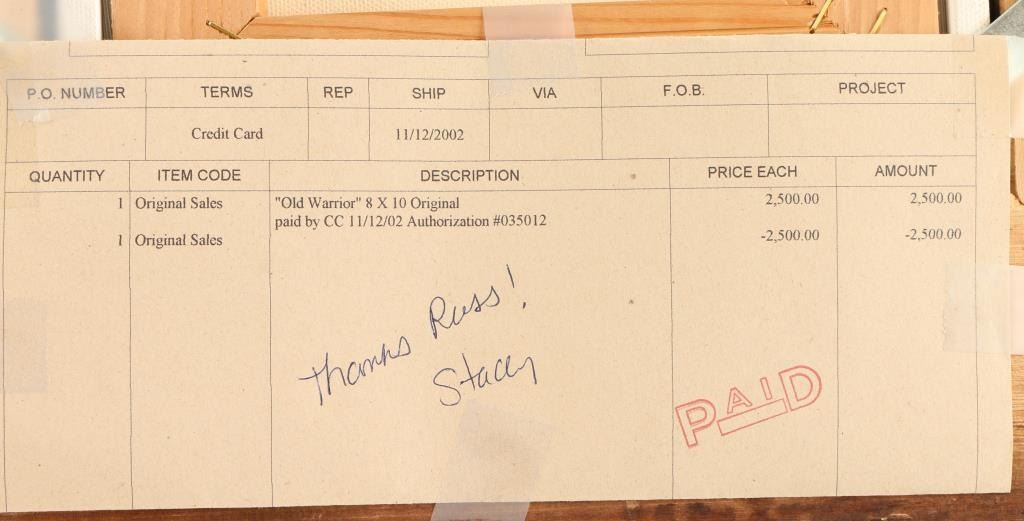 P.O. NUMBER TERMS REP SHIP VIA F.O.B. PROJECT
Credit Card 11/12/2002
QUANTITY ITEM CODE DESCRIPTION PRICE EACH AMOUNT
1 Original Sales "Old Warrior" 8 X 10 Original 2,500.00 2,500.00
paid by CC 11/12/02 Authorization #035012
1 Original Sales -2,500.00 -2,500.00
Thanks Russ!
Stacey
PAID